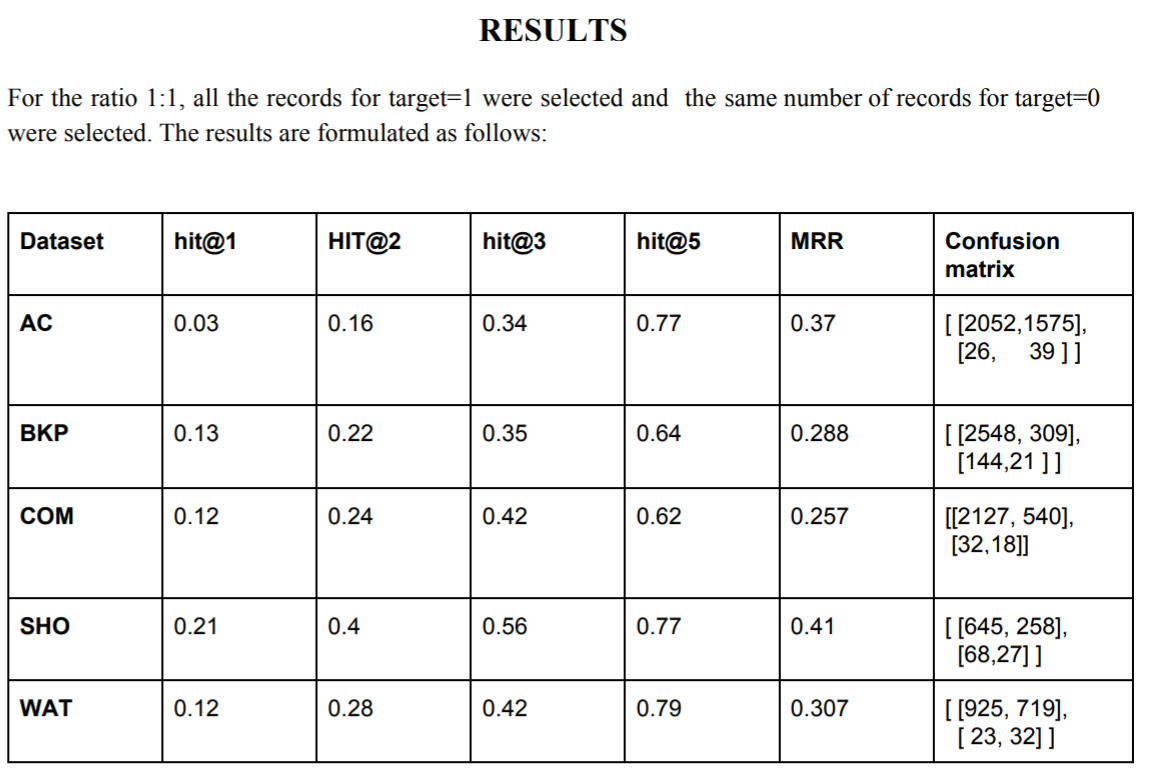 RESULTS
For the ratio 1:1, all the records for target=1 were selected and the same number of records for target=0
were selected. The results are formulated as follows:
Dataset hit@1 HIT@2 hit@3 hit@5 MRR Confusion
matrix
AC 0.03 0.16 0.34 0.77 0.37 [ [2052,1575],
[26, 39 ] ]
BKP 0.13 0.22 0.35 0.64 0.288 [ [2548, 309],
[144,21 ] ]
COM 0.12 0.24 0.42 0.62 0.257 [[2127, 540],
[32,18]]
SHO 0.21 0.4 0.56 0.77 0.41 [ [645, 258],
[68,27] ]
WAT 0.12 0.28 0.42 0.79 0.307 [ [925, 719],
[ 23, 32] ]